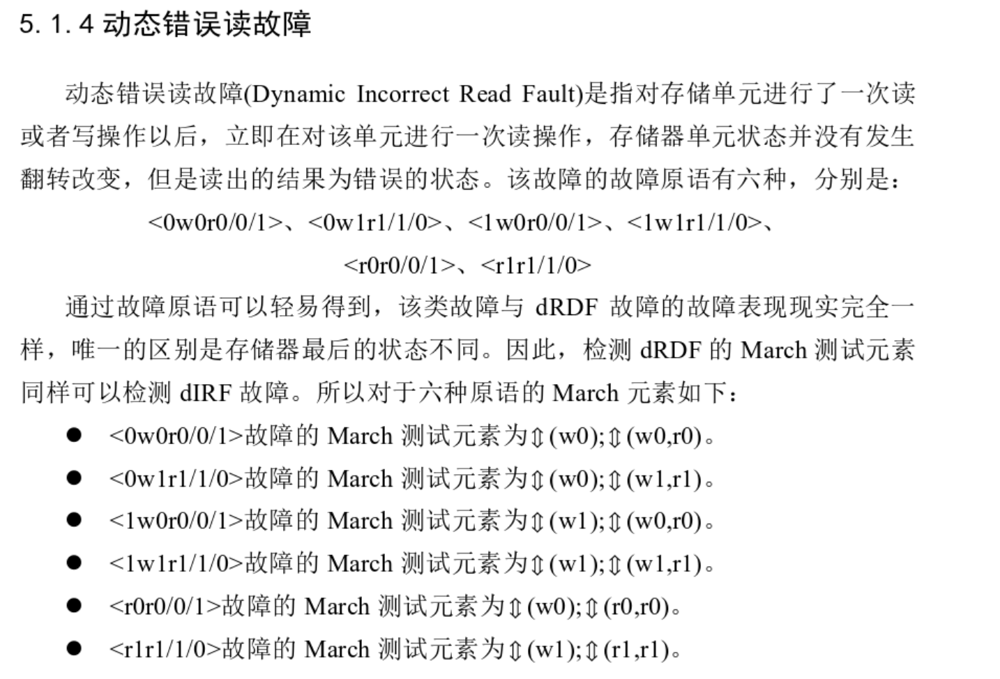 5.1.4 动态错误读故障
动态错误读故障(Dynamic Incorrect Read Fault)是指对存储单元进行了一次读
或者写操作以后，立即在对该单元进行一次读操作，存储器单元状态并没有发生
翻转改变，但是读出的结果为错误的状态。该故障的故障原语有六种，分别是：
<0w0r0/0/1>、<0w1r1/1/0>、<1w0r0/0/1>、<1w1r1/1/0>、
<r0r0/0/1>、<r1r1/1/0>
通过故障原语可以轻易得到，该类故障与 dRDF 故障的故障表现现实完全一
样，唯一的区别是存储器最后的状态不同。因此，检测 dRDF 的 March 测试元素
同样可以检测 dIRF 故障。所以对于六种原语的 March 元素如下：
● <0w0r0/0/1>故障的 March 测试元素为⇕(w0);⇕(w0,r0)。
● <0w1r1/1/0>故障的 March 测试元素为⇕(w0);⇕(w1,r1)。
● <1w0r0/0/1>故障的 March 测试元素为⇕(w1);⇕(w0,r0)。
● <1w1r1/1/0>故障的 March 测试元素为⇕(w1);⇕(w1,r1)。
● <r0r0/0/1>故障的 March 测试元素为⇕(w0);⇕(r0,r0)。
● <r1r1/1/0>故障的 March 测试元素为⇕(w1);⇕(r1,r1)。